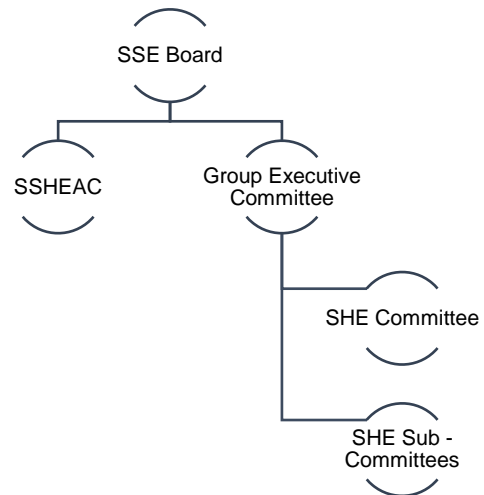 SSE Board
SSHEAC
Group Executive
Committee
SHE Committee
SHE Sub -
Committees